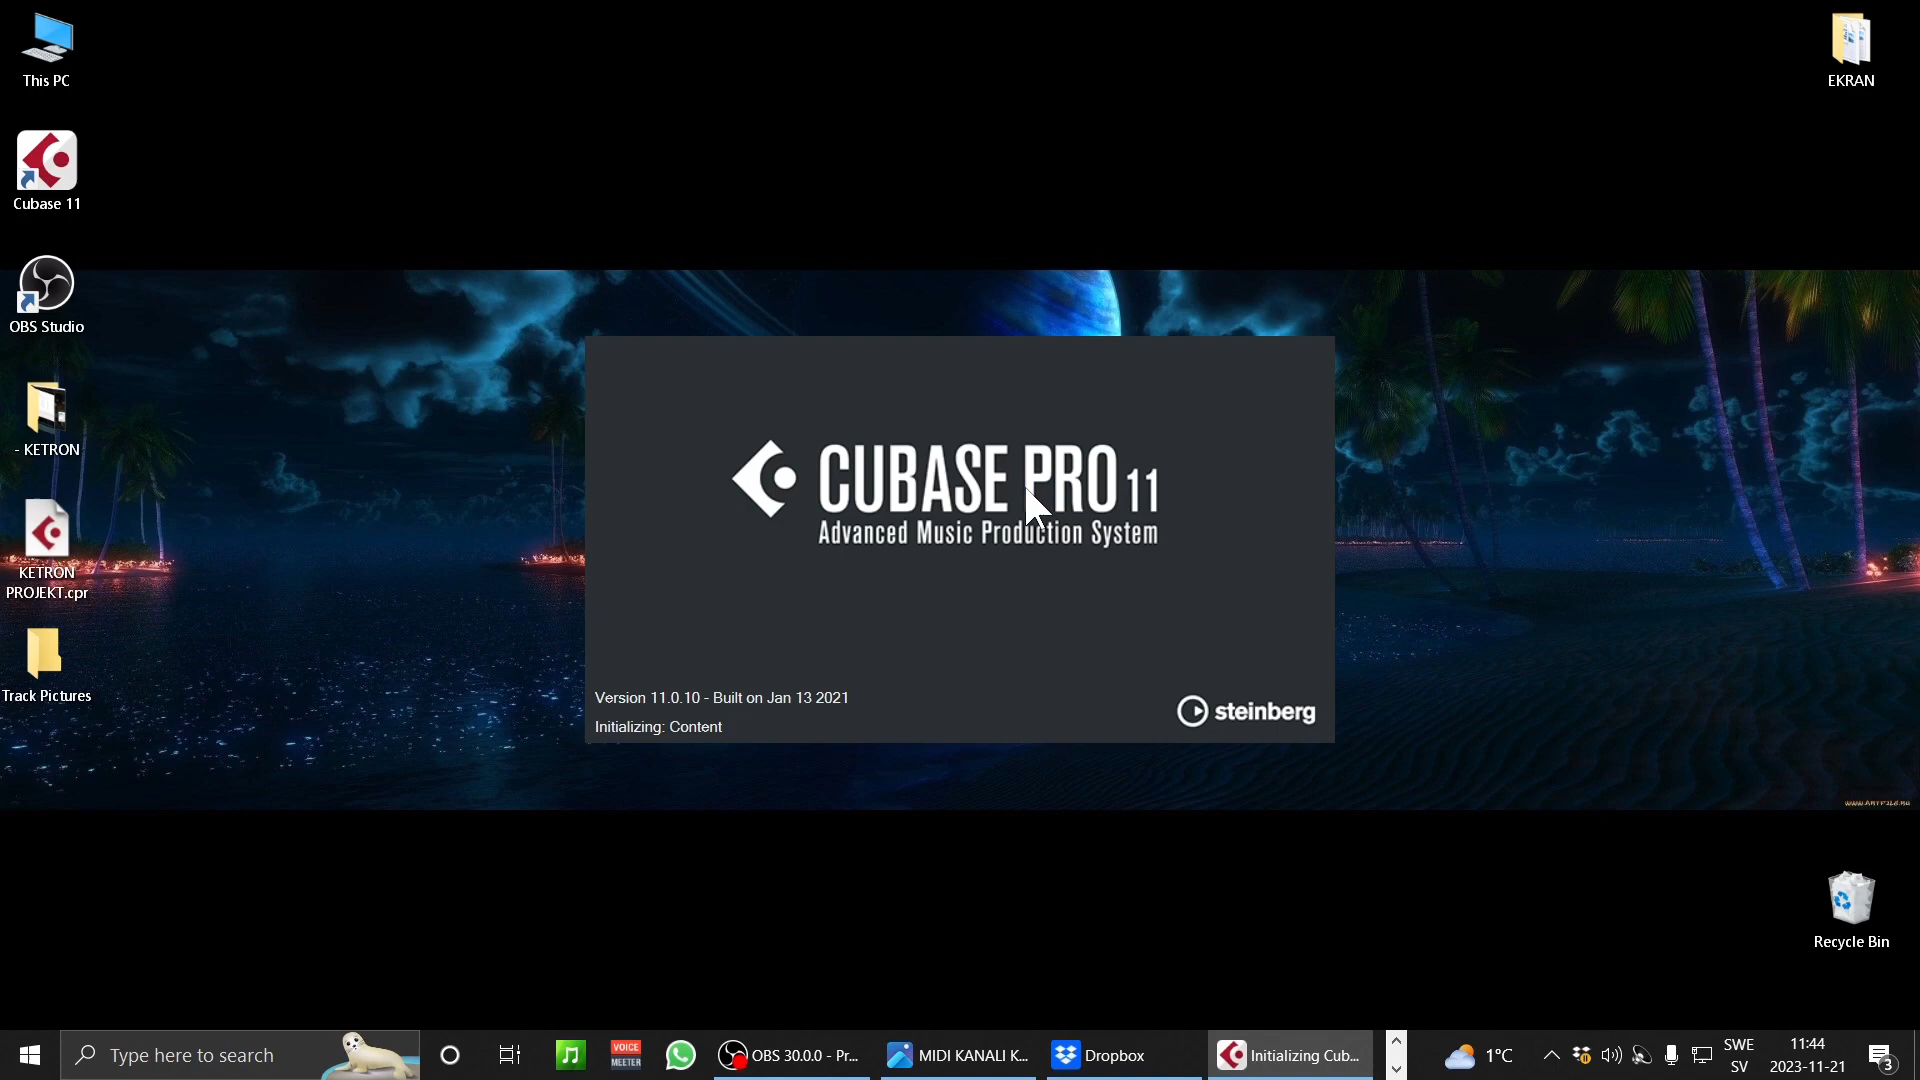 This PC
EKRAN
Cubase 11
OBS Studio
- KETRON
KETRON
PROJEKT.cpr
Track Pictures
CUBASE PRO 11
Advanced Music Production System
Version 11.0.10 - Built on Jan 13 2021
Initializing: Content
steinberg
Recycle Bin
Type here to search
VOICE
MEETER
OBS 30.0.0 - Pr...
MIDI KANALI K...
Dropbox
Initializing Cub...
1°C
SWE
SV
11:44
2023-11-21
3